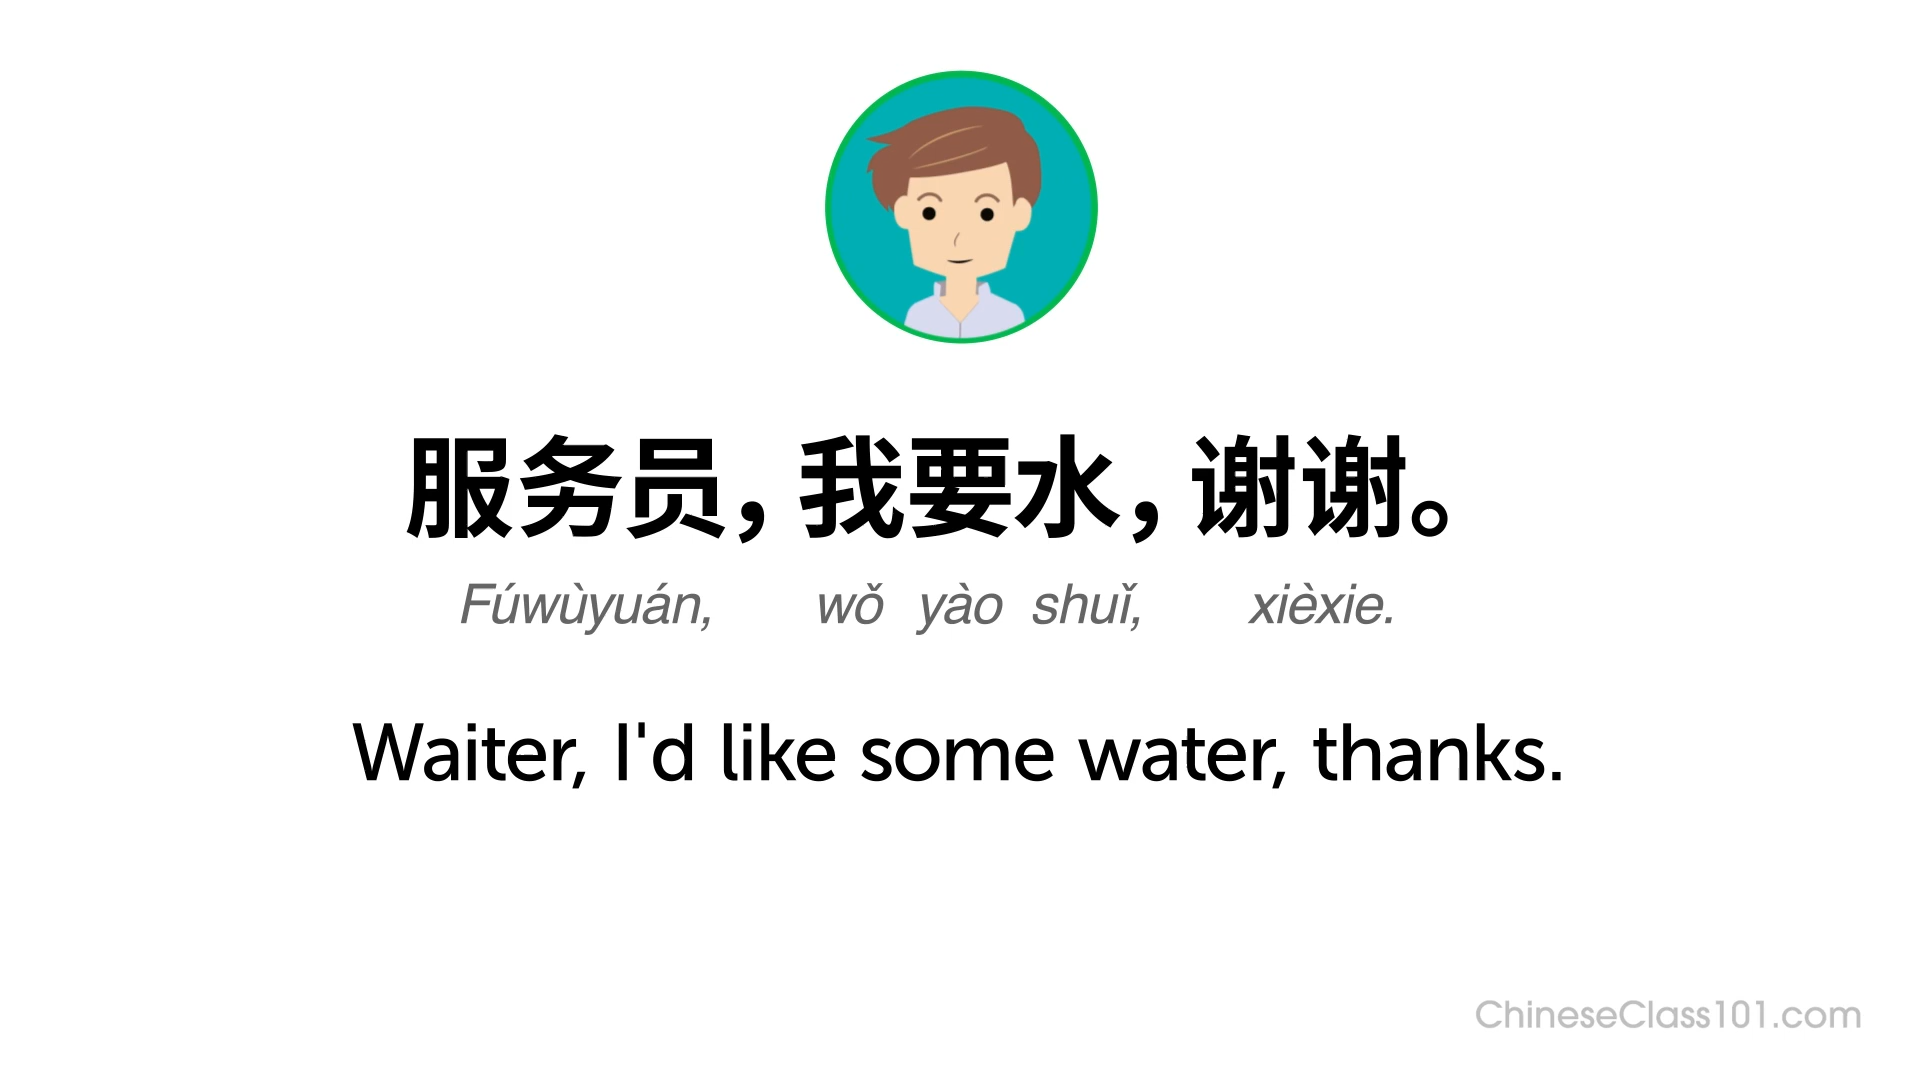 服务员，我要水，谢谢。
Fúwùyuán, wǒ yào shuǐ, xièxie.
Waiter, I'd like some water, thanks.
ChineseClass101.com